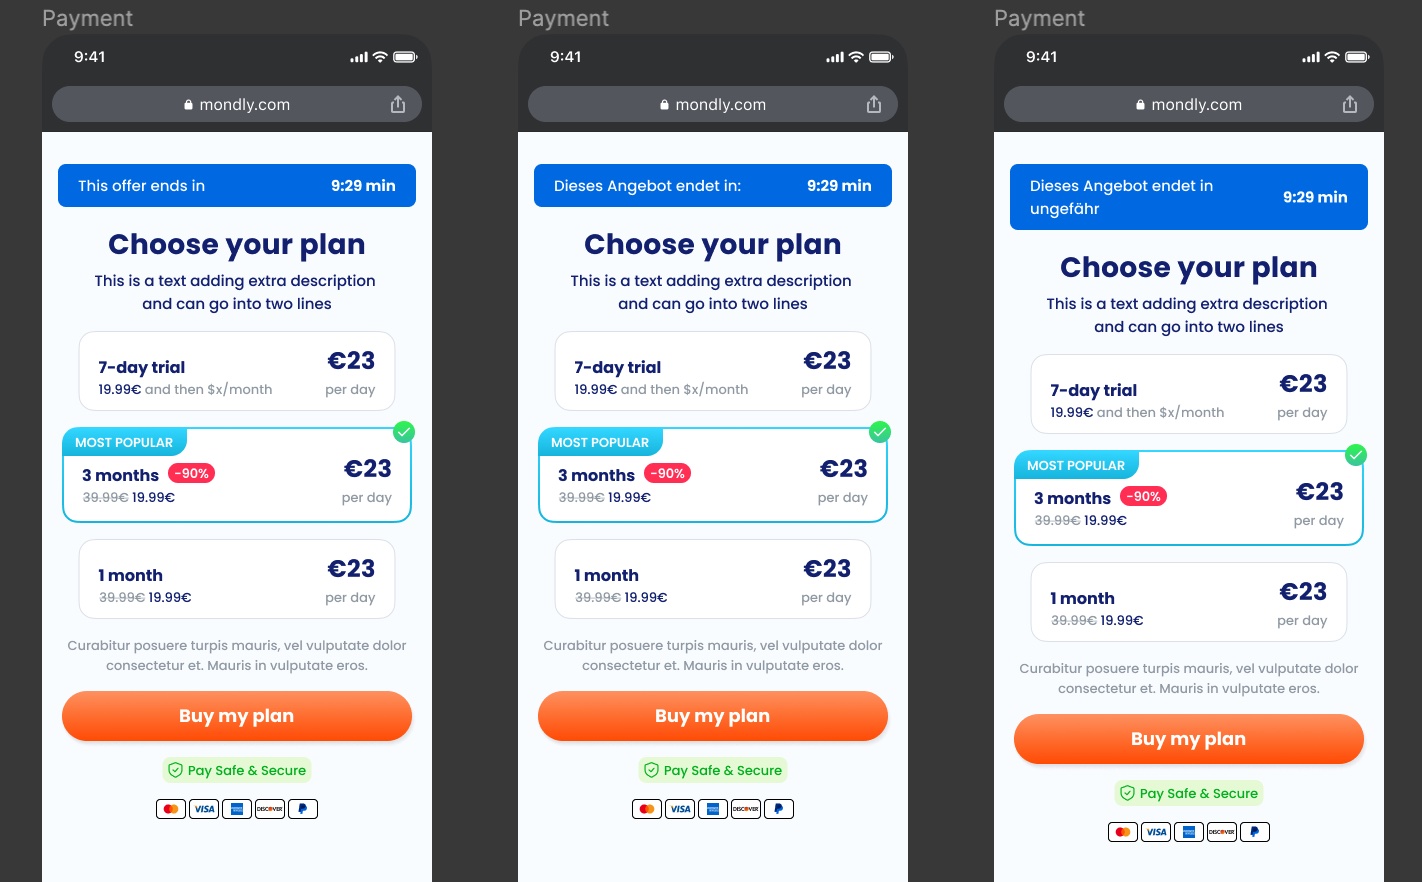 Payment
9:41
mondly.com
This offer ends in 9:29 min
Choose your plan
This is a text adding extra description
and can go into two lines
7-day trial €23
19.99€ and then $x/month per day
MOST POPULAR
3 months -90% €23
39.99€ 19.99€ per day
1 month €23
39.99€ 19.99€ per day
Curabitur posuere turpis mauris, vel vulputate dolor
consectetur et. Mauris in vulputate eros.
Buy my plan
Pay Safe & Secure
VISA AMERICAN EXPRESS DISCOVER
Payment
9:41
mondly.com
Dieses Angebot endet in: 9:29 min
Choose your plan
This is a text adding extra description
and can go into two lines
7-day trial €23
19.99€ and then $x/month per day
MOST POPULAR
3 months -90% €23
39.99€ 19.99€ per day
1 month €23
39.99€ 19.99€ per day
Curabitur posuere turpis mauris, vel vulputate dolor
consectetur et. Mauris in vulputate eros.
Buy my plan
Pay Safe & Secure
VISA AMERICAN EXPRESS DISCOVER
Payment
9:41
mondly.com
Dieses Angebot endet in
ungefähr 9:29 min
Choose your plan
This is a text adding extra description
and can go into two lines
7-day trial €23
19.99€ and then $x/month per day
MOST POPULAR
3 months -90% €23
39.99€ 19.99€ per day
1 month €23
39.99€ 19.99€ per day
Curabitur posuere turpis mauris, vel vulputate dolor
consectetur et. Mauris in vulputate eros.
Buy my plan
Pay Safe & Secure
VISA AMERICAN EXPRESS DISCOVER